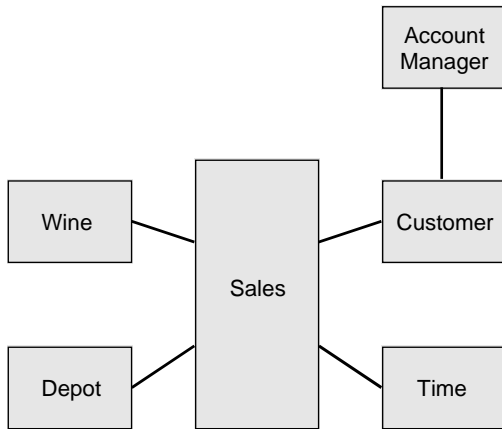 Account
Manager
Wine
Customer
Sales
Depot
Time